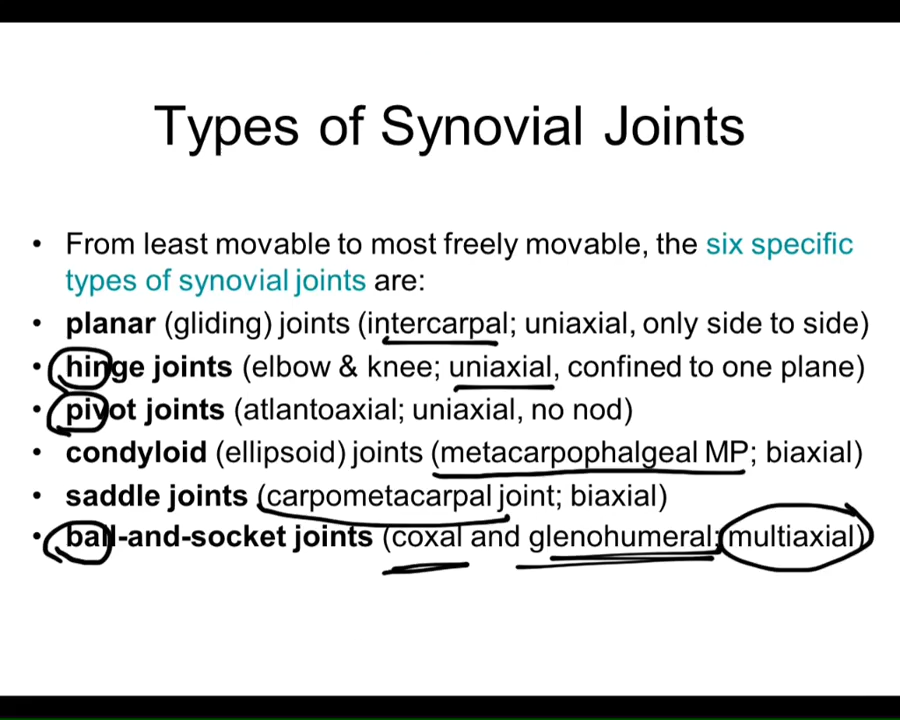 Types of Synovial Joints
• From least movable to most freely movable, the six specific
types of synovial joints are:
• planar (gliding) joints (intercarpal; uniaxial, only side to side)
• hinge joints (elbow & knee; uniaxial, confined to one plane)
• pivot joints (atlantoaxial; uniaxial, no nod)
• condyloid (ellipsoid) joints (metacarpophalgeal MP; biaxial)
• saddle joints (carpometacarpal joint; biaxial)
• ball-and-socket joints (coxal and glenohumeral; multiaxial)